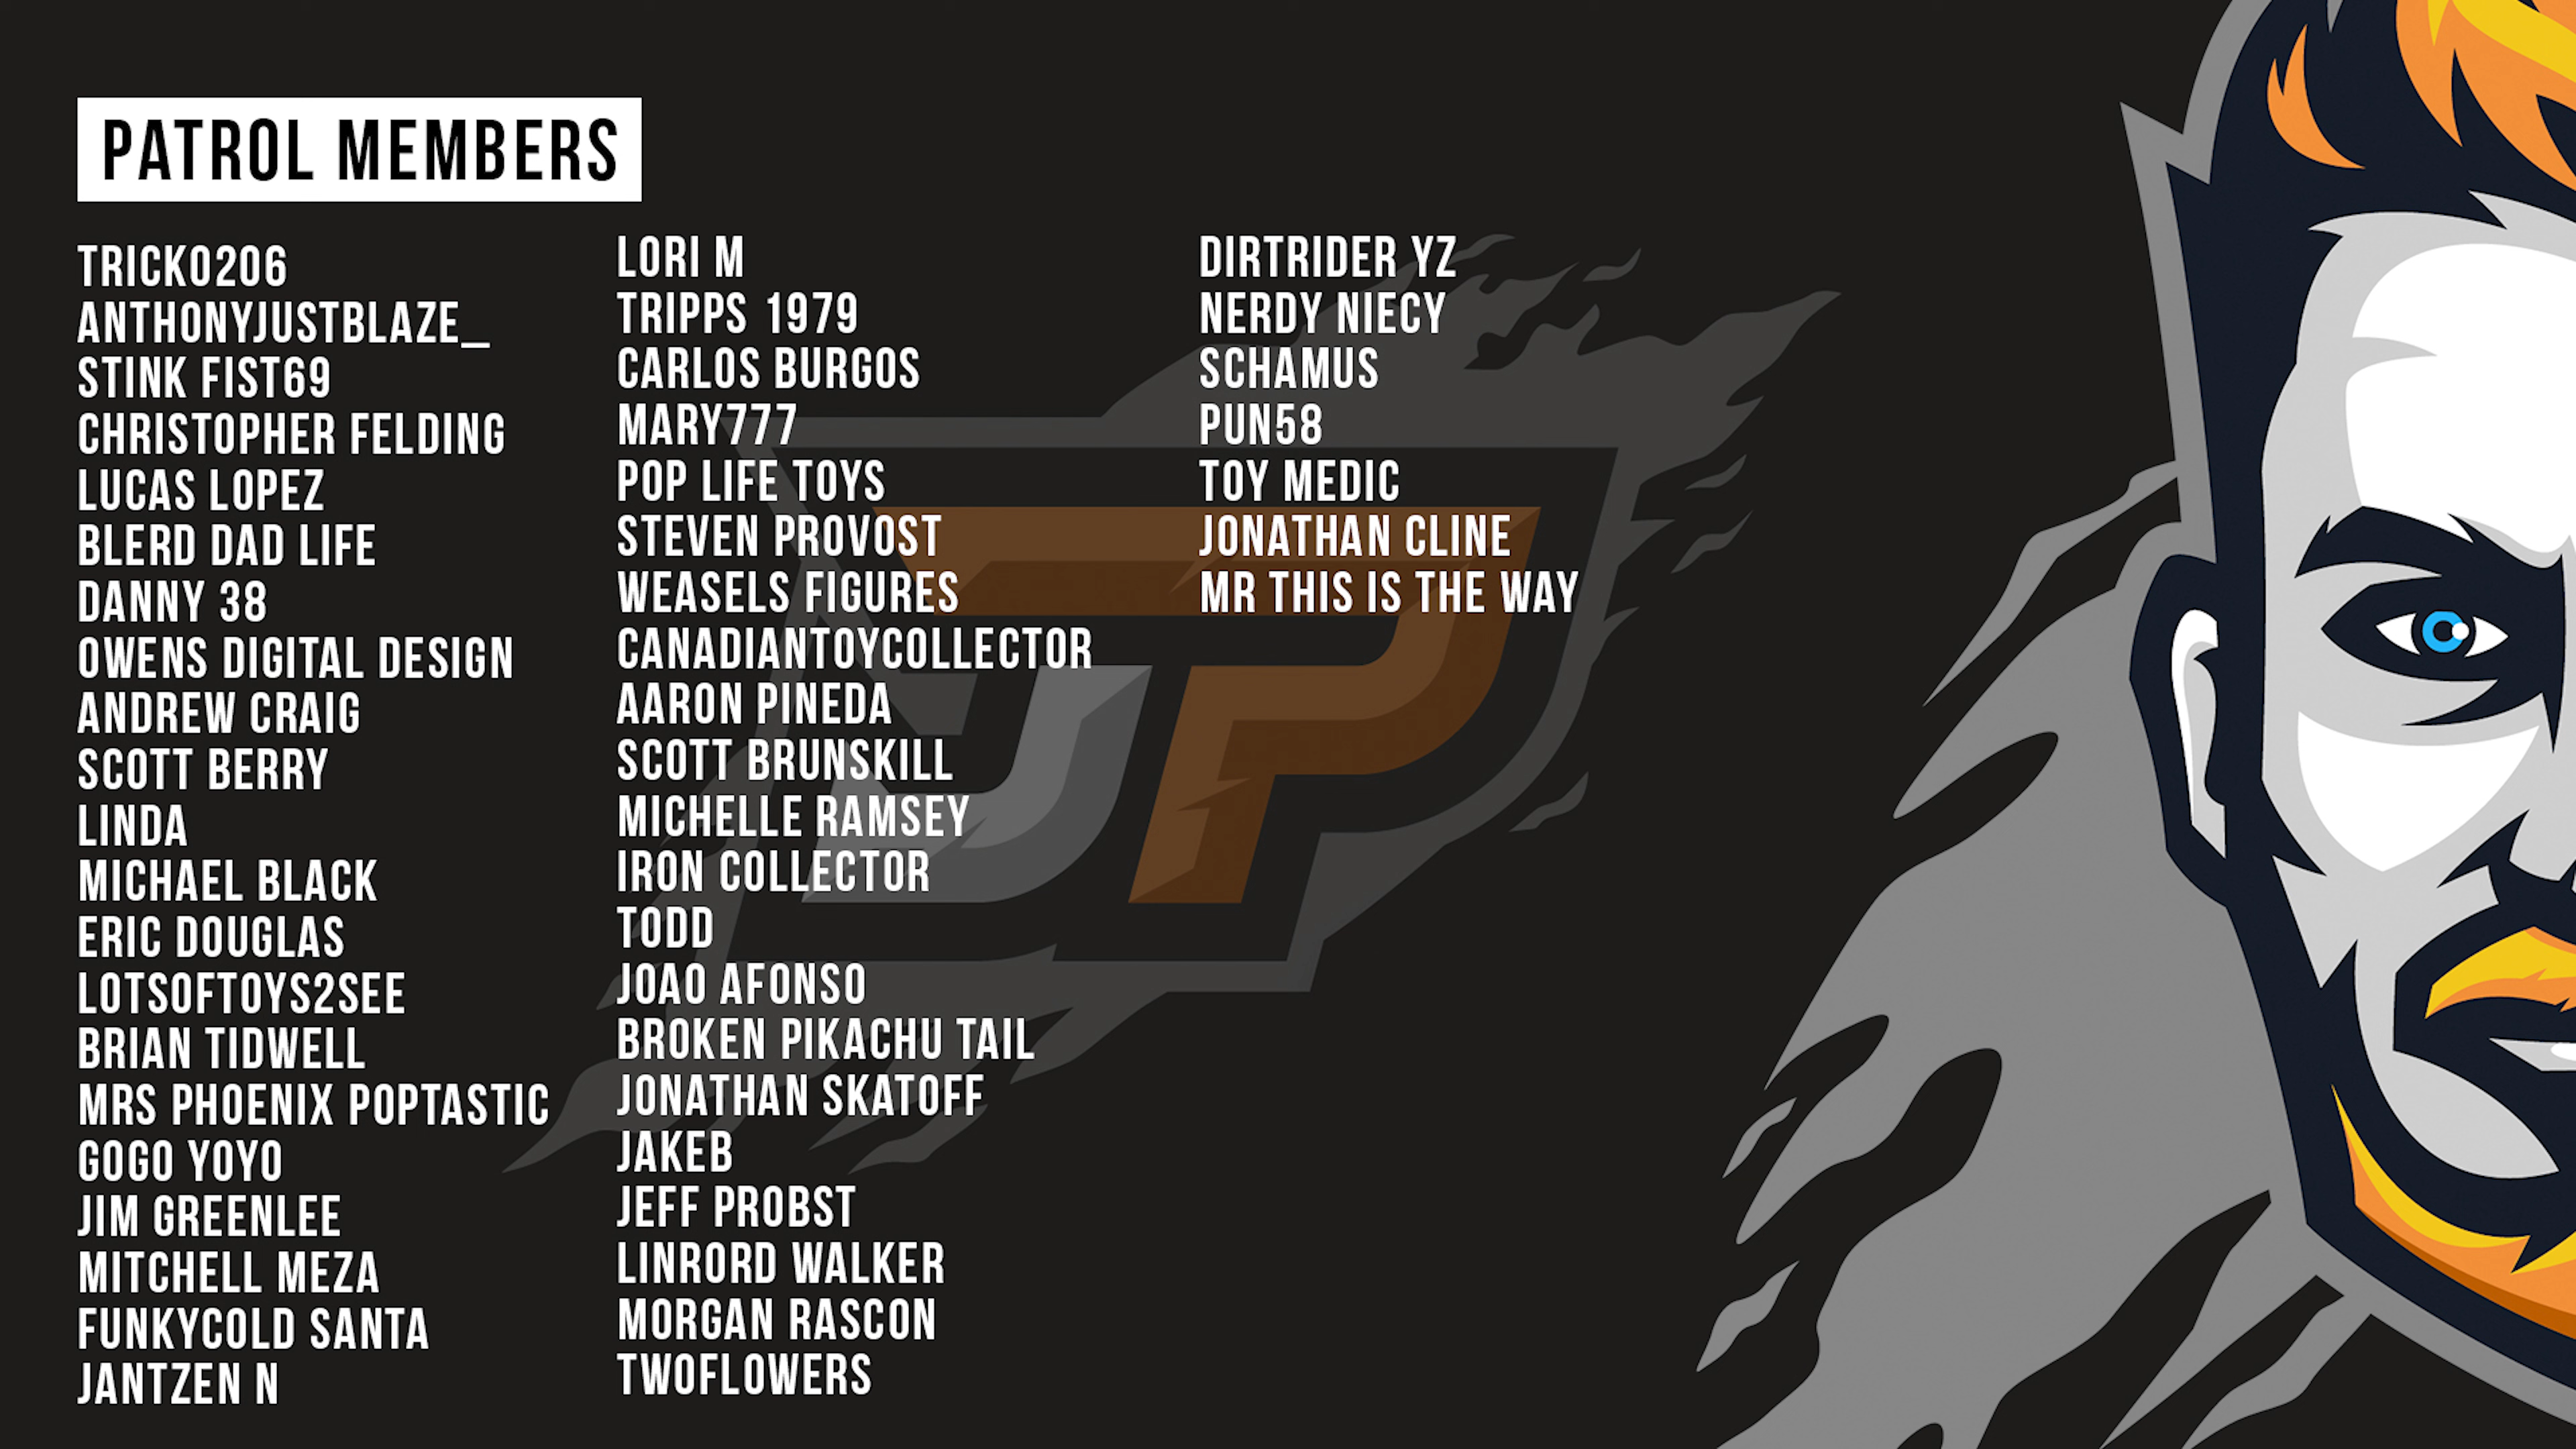 PATROL MEMBERS
TRICKO206
ANTHONYJUSTBLAZE_
STINK FIST69
CHRISTOPHER FELDING
LUCAS LOPEZ
BLERD DAD LIFE
DANNY 38
OWENS DIGITAL DESIGN
ANDREW CRAIG
SCOTT BERRY
LINDA
MICHAEL BLACK
ERIC DOUGLAS
LOTSOFTOYS2SEE
BRIAN TIDWELL
MRS PHOENIX POPTASTIC
GOGO YOYO
JIM GREENLEE
MITCHELL MEZA
FUNKYCOLD SANTA
JANTZEN N
LORI M
TRIPPS 1979
CARLOS BURGOS
MARY777
POP LIFE TOYS
STEVEN PROVOST
WEASELS FIGURES
CANADIANTOYCOLLECTOR
AARON PINEDA
SCOTT BRUNSKILL
MICHELLE RAMSEY
IRON COLLECTOR
TODD
JOAO AFONSO
BROKEN PIKACHU TAIL
JONATHAN SKATOFF
JAKEB
JEFF PROBST
LINRORD WALKER
MORGAN RASCON
TWOFLOWERS
DIRTRIDER YZ
NERDY NIECY
SCHAMUS
PUN58
TOY MEDIC
JONATHAN CLINE
MR THIS IS THE WAY
JP